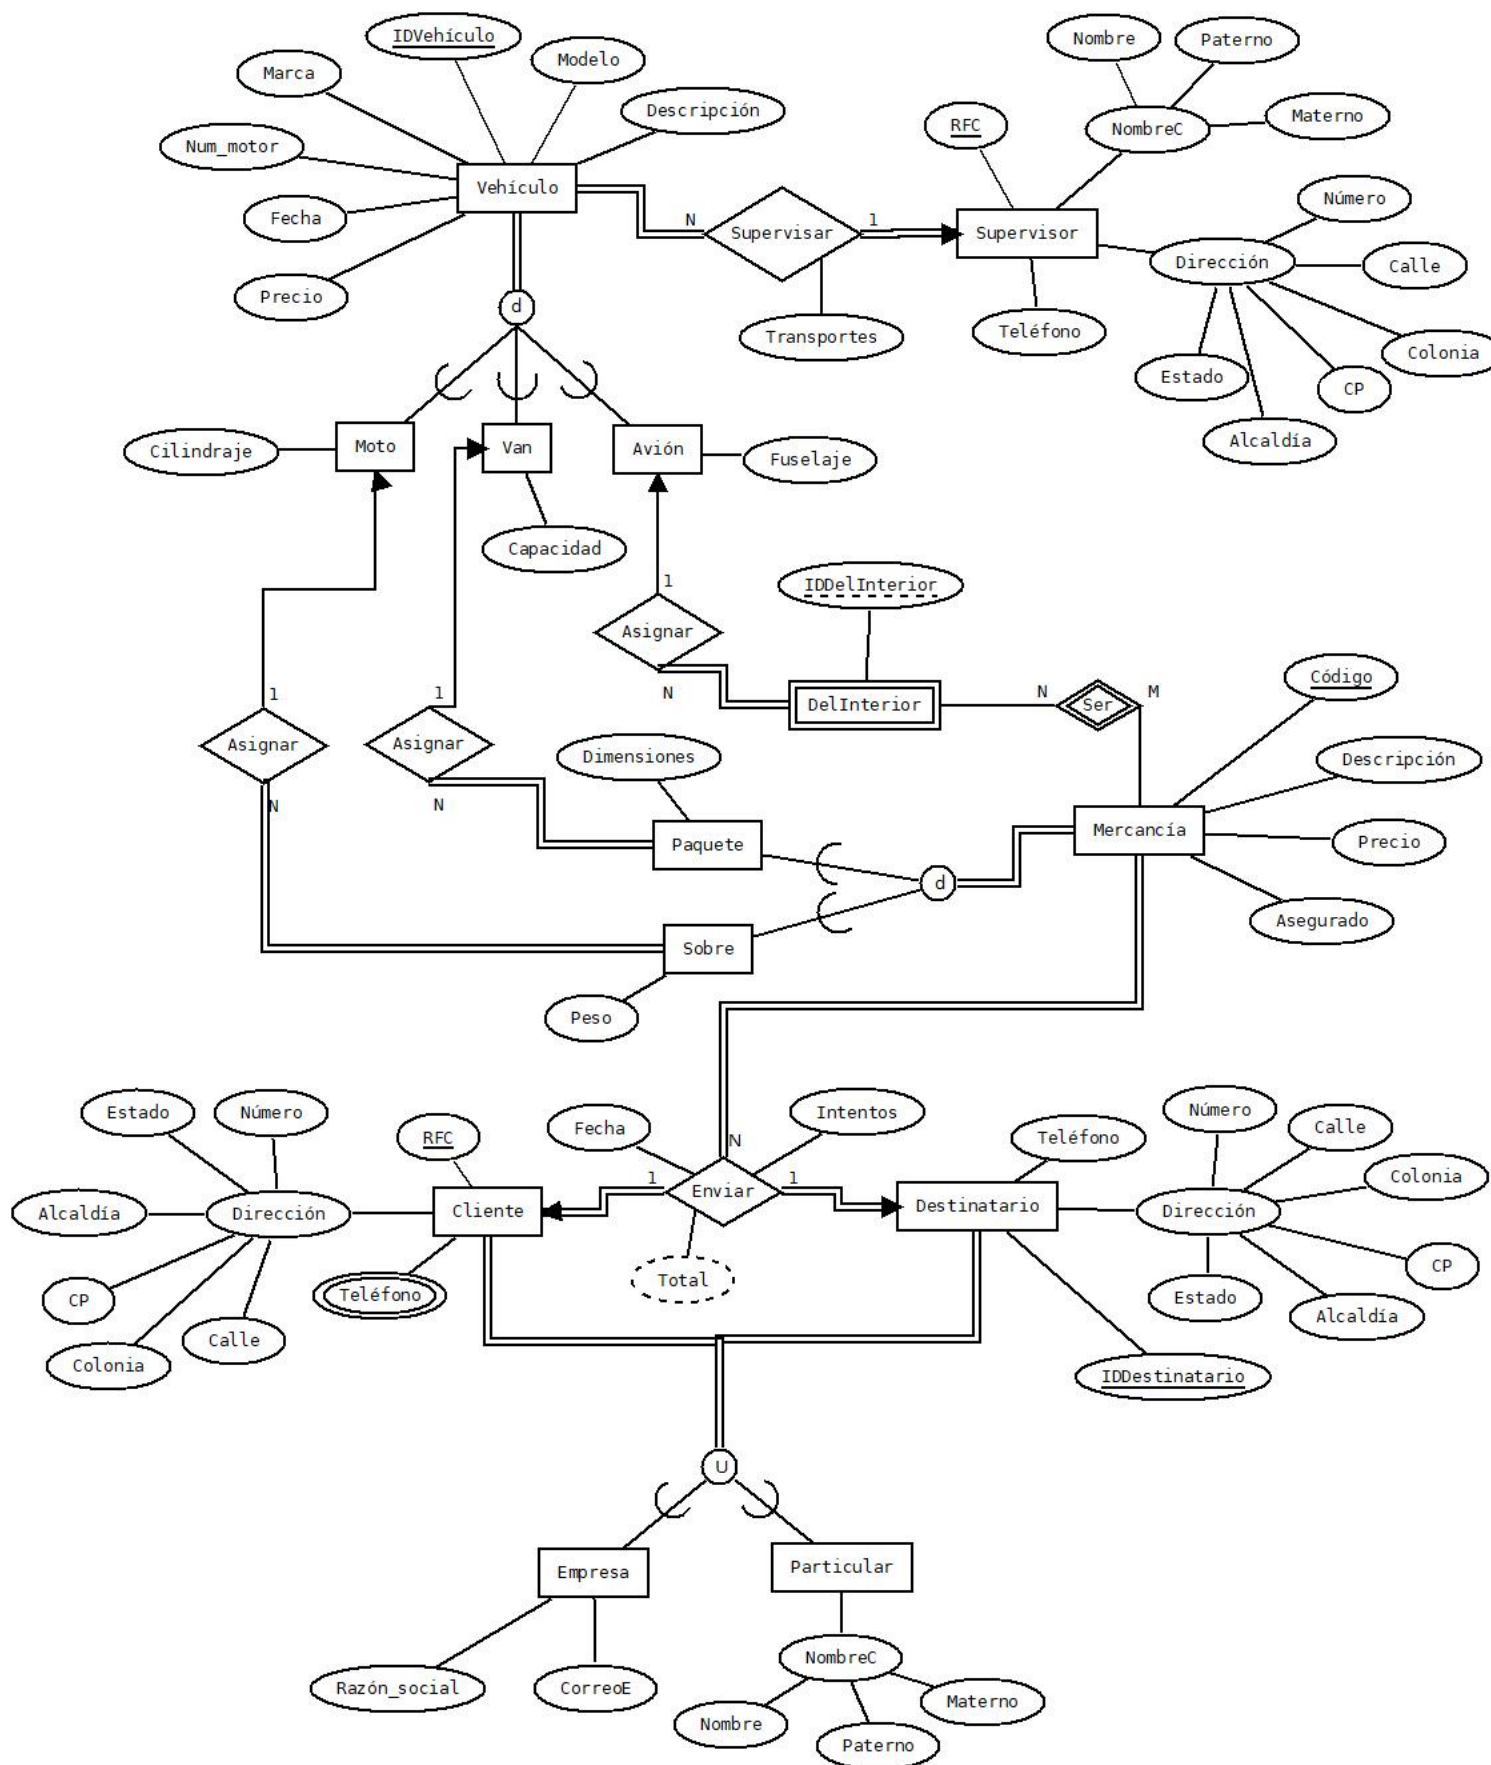 IDVehículo
Modelo
Marca
Descripción
Num_motor
Vehículo
Fecha
Precio
d
N
Supervisar
1
Transportes
Nombre
Paterno
RFC
NombreC
Materno
Supervisor
Número
Dirección
Calle
Teléfono
Colonia
Estado
CP
Alcaldía
Cilindraje
Moto
Van
Avión
Fuselaje
Capacidad
1
Asignar
N
IDDelInterior
DelInterior
N
Ser
M
1
Asignar
N
1
Asignar
N
Dimensiones
Paquete
d
Sobre
Peso
Código
Descripción
Mercancía
Precio
Asegurado
Estado
Número
RFC
Alcaldía
Dirección
Cliente
CP
Teléfono
Colonia
Calle
Fecha
Intentos
N
1
Enviar
1
Total
Teléfono
Destinatario
Número
Calle
Colonia
Dirección
CP
Estado
Alcaldía
IDDestinatario
U
Empresa
Particular
Razón_social
CorreoE
NombreC
Nombre
Materno
Paterno